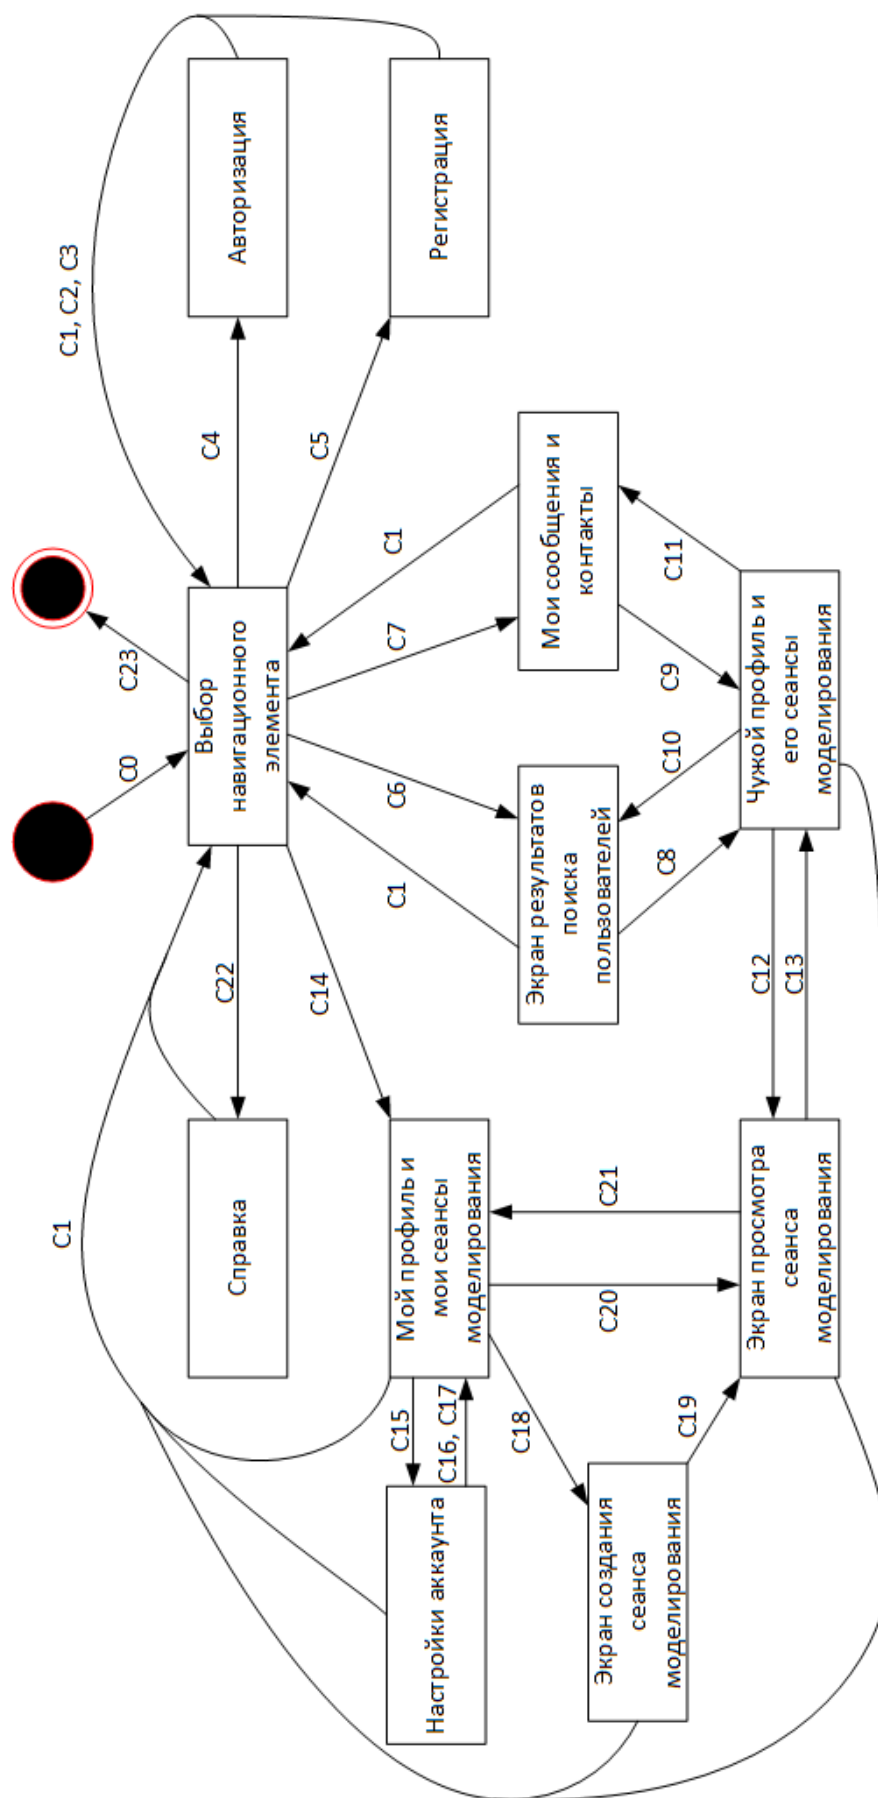 C1
C1, C2, C3
C0
C23
Справка
Выбор
навигационного
элемента
Авторизация
C22
C4
C14
C5
Настройки аккаунта
C15
C16, C17
Мой профиль и
мои сеансы
моделирования
Регистрация
C1
C6
C7
C1
C18
C20
C21
Экран результатов
поиска
пользователей
Мои сообщения и
контакты
Экран создания
сеанса
моделирования
C19
C8
C10
C9
C11
Экран просмотра
сеанса
моделирования
C12
C13
Чужой профиль и
его сеансы
моделирования